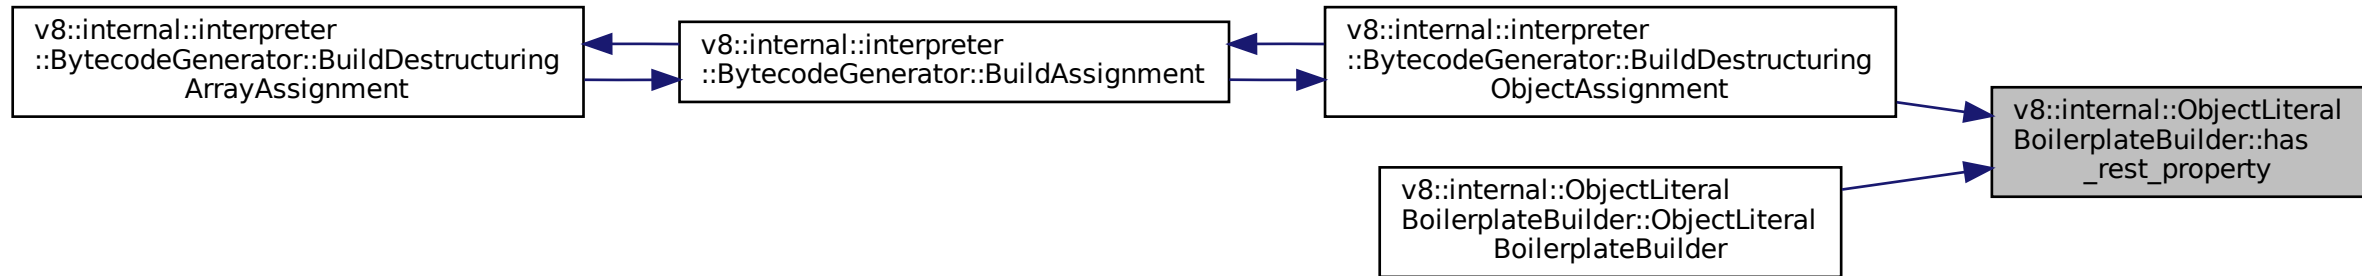 v8::internal::interpreter
::BytecodeGenerator::BuildDestructuring
ArrayAssignment
v8::internal::interpreter
::BytecodeGenerator::BuildAssignment
v8::internal::interpreter
::BytecodeGenerator::BuildDestructuring
ObjectAssignment
v8::internal::ObjectLiteral
BoilerplateBuilder::has
_rest_property
v8::internal::ObjectLiteral
BoilerplateBuilder::ObjectLiteral
BoilerplateBuilder